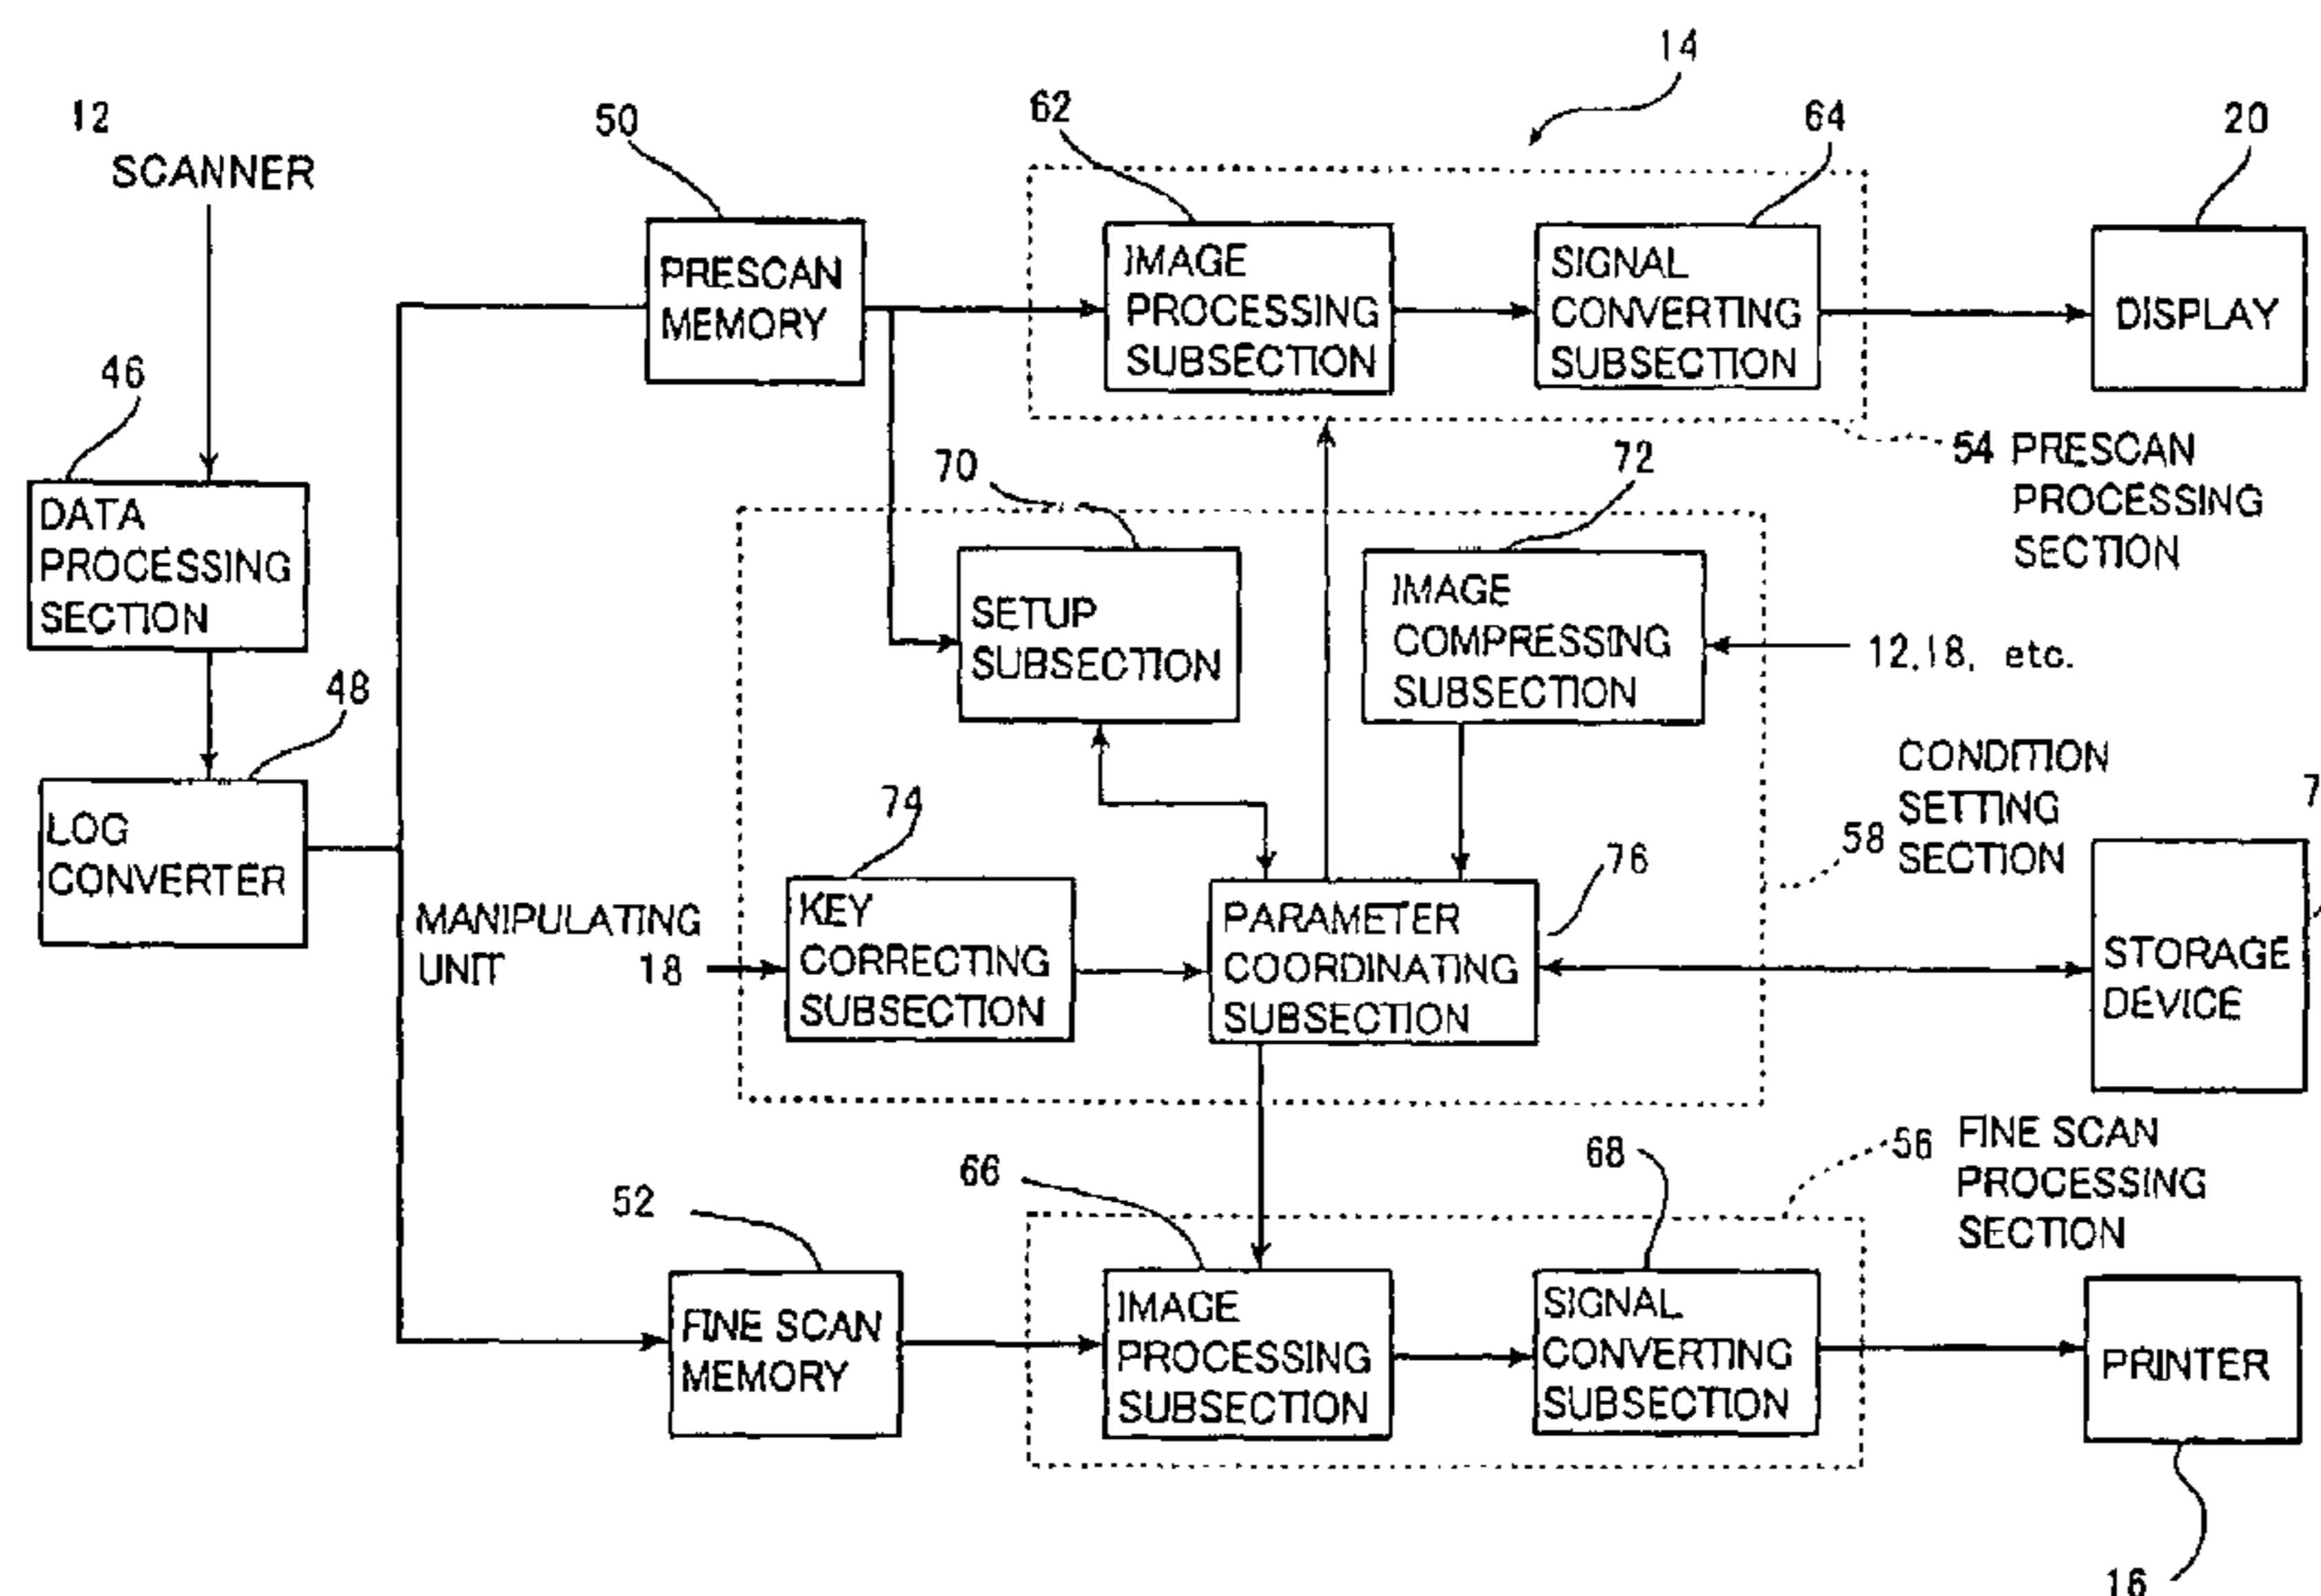 14
12
SCANNER
50
62
64
20
PRESCAN
MEMORY
IMAGE
PROCESSING
SUBSECTION
SIGNAL
CONVERTING
SUBSECTION
DISPLAY
46
DATA
PROCESSING
SECTION
54 PRESCAN
PROCESSING
SECTION
70
72
SETUP
SUBSECTION
IMAGE
COMPRESSING
SUBSECTION
12,18, etc.
48
LOG
CONVERTER
58
CONDITION
SETTING
SECTION
74
76
MANIPULATING
UNIT 18
KEY
CORRECTING
SUBSECTION
PARAMETER
COORDINATING
SUBSECTION
STORAGE
DEVICE
52
66
68
56 FINE SCAN
PROCESSING
SECTION
FINE SCAN
MEMORY
IMAGE
PROCESSING
SUBSECTION
SIGNAL
CONVERTING
SUBSECTION
PRINTER
16